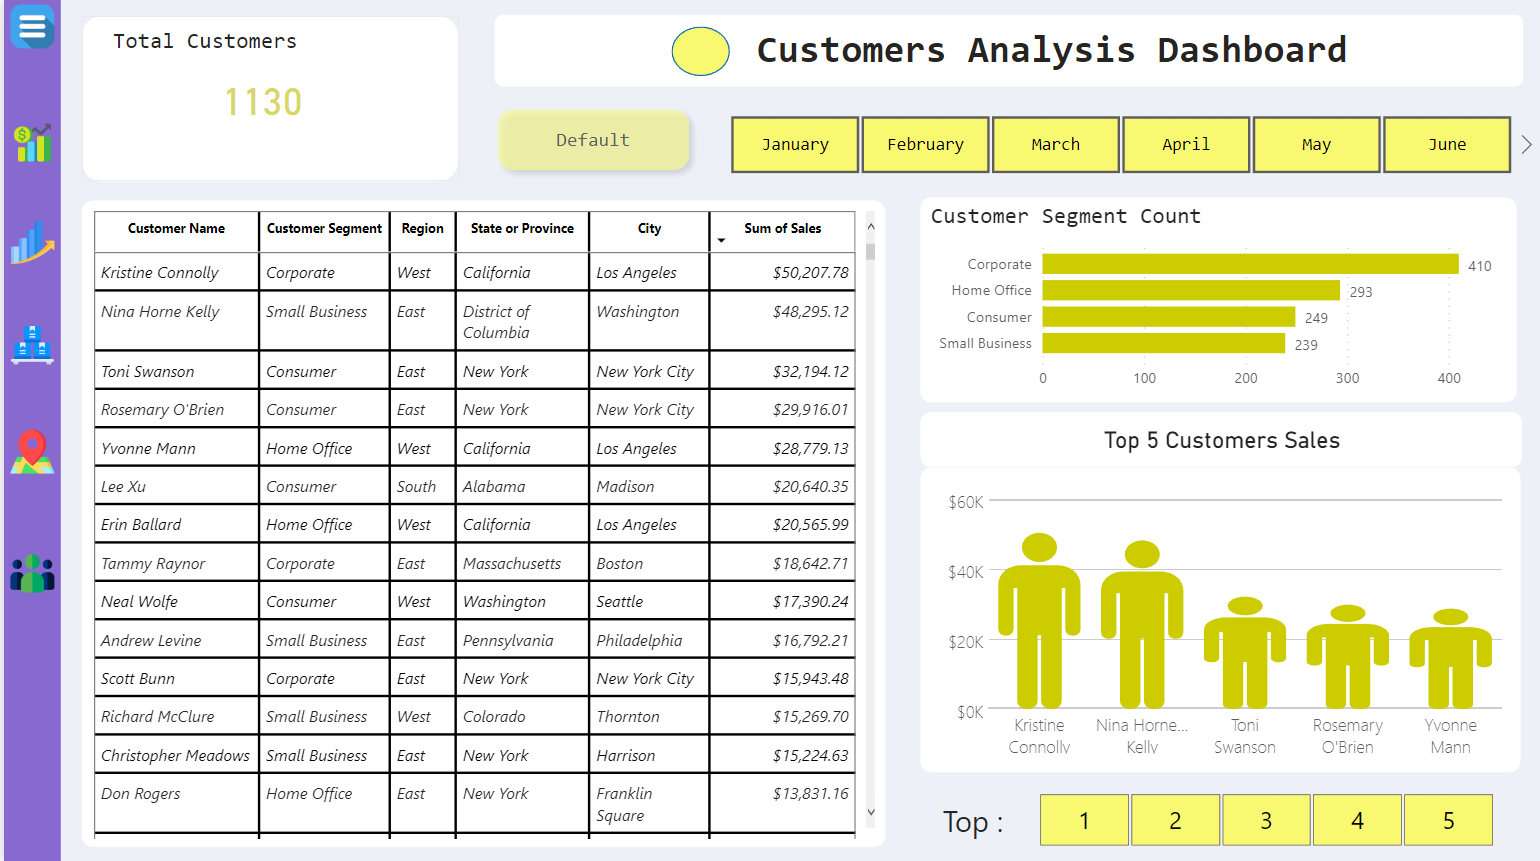 Total Customers
1130
Customers Analysis Dashboard
Default
January February March April May June
Customer Name Customer Segment Region State or Province City Sum of Sales
Kristine Connolly Corporate West California Los Angeles $50,207.78
Nina Horne Kelly Small Business East District of Washington $48,295.12
Columbia
Toni Swanson Consumer East New York New York City $32,194.12
Rosemary O'Brien Consumer East New York New York City $29,916.01
Yvonne Mann Home Office West California Los Angeles $28,779.13
Lee Xu Consumer South Alabama Madison $20,640.35
Erin Ballard Home Office West California Los Angeles $20,565.99
Tammy Raynor Corporate East Massachusetts Boston $18,642.71
Neal Wolfe Consumer West Washington Seattle $17,390.24
Andrew Levine Small Business East Pennsylvania Philadelphia $16,792.21
Scott Bunn Corporate East New York New York City $15,943.48
Richard McClure Small Business West Colorado Thornton $15,269.70
Christopher Meadows Small Business East New York Harrison $15,224.63
Don Rogers Home Office East New York Franklin $13,831.16
Square
Customer Segment Count
Corporate 410
Home Office 293
Consumer 249
Small Business 239
0 100 200 300 400
Top 5 Customers Sales
$60K
$40K
$20K
$0K
Kristine Nina Horne... Toni Rosemary Yvonne
Connolly Kelly Swanson O'Brien Mann
Top : 1 2 3 4 5